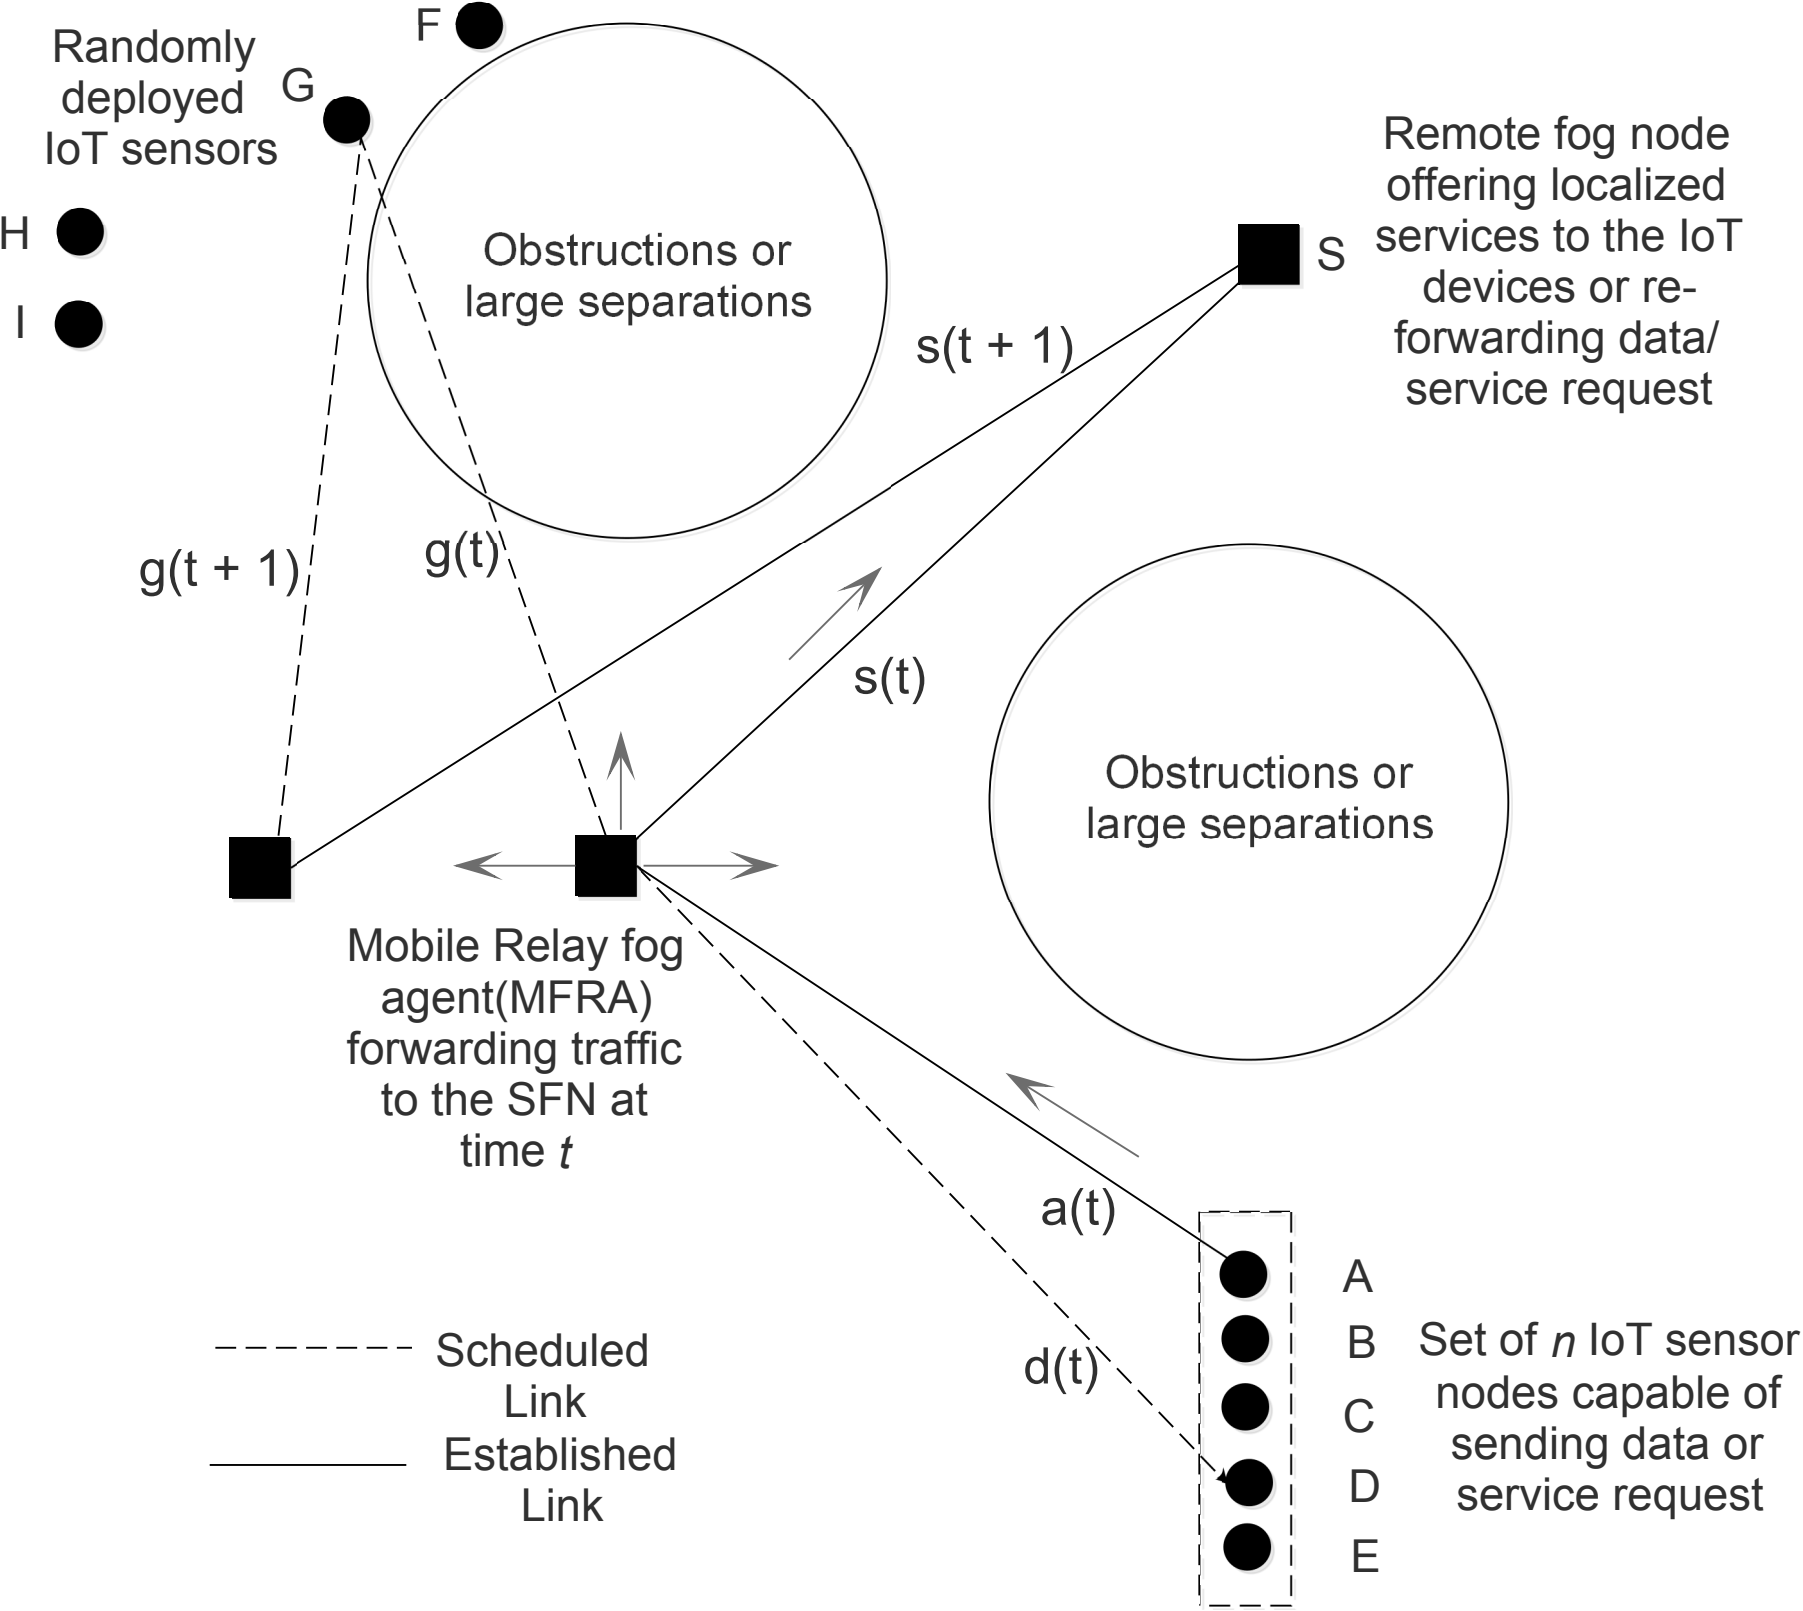 F
Randomly
deployed
IoT sensors
G
H
I
Obstructions or
large separations
Remote fog node
offering localized
services to the IoT
devices or re-
forwarding data/
service request
S
s(t + 1)
g(t + 1)
g(t)
s(t)
Obstructions or
large separations
Mobile Relay fog
agent(MFRA)
forwarding traffic
to the SFN at
time t
a(t)
d(t)
A
B
C
D
E
Set of n IoT sensor
nodes capable of
sending data or
service request
Scheduled
Link
Established
Link